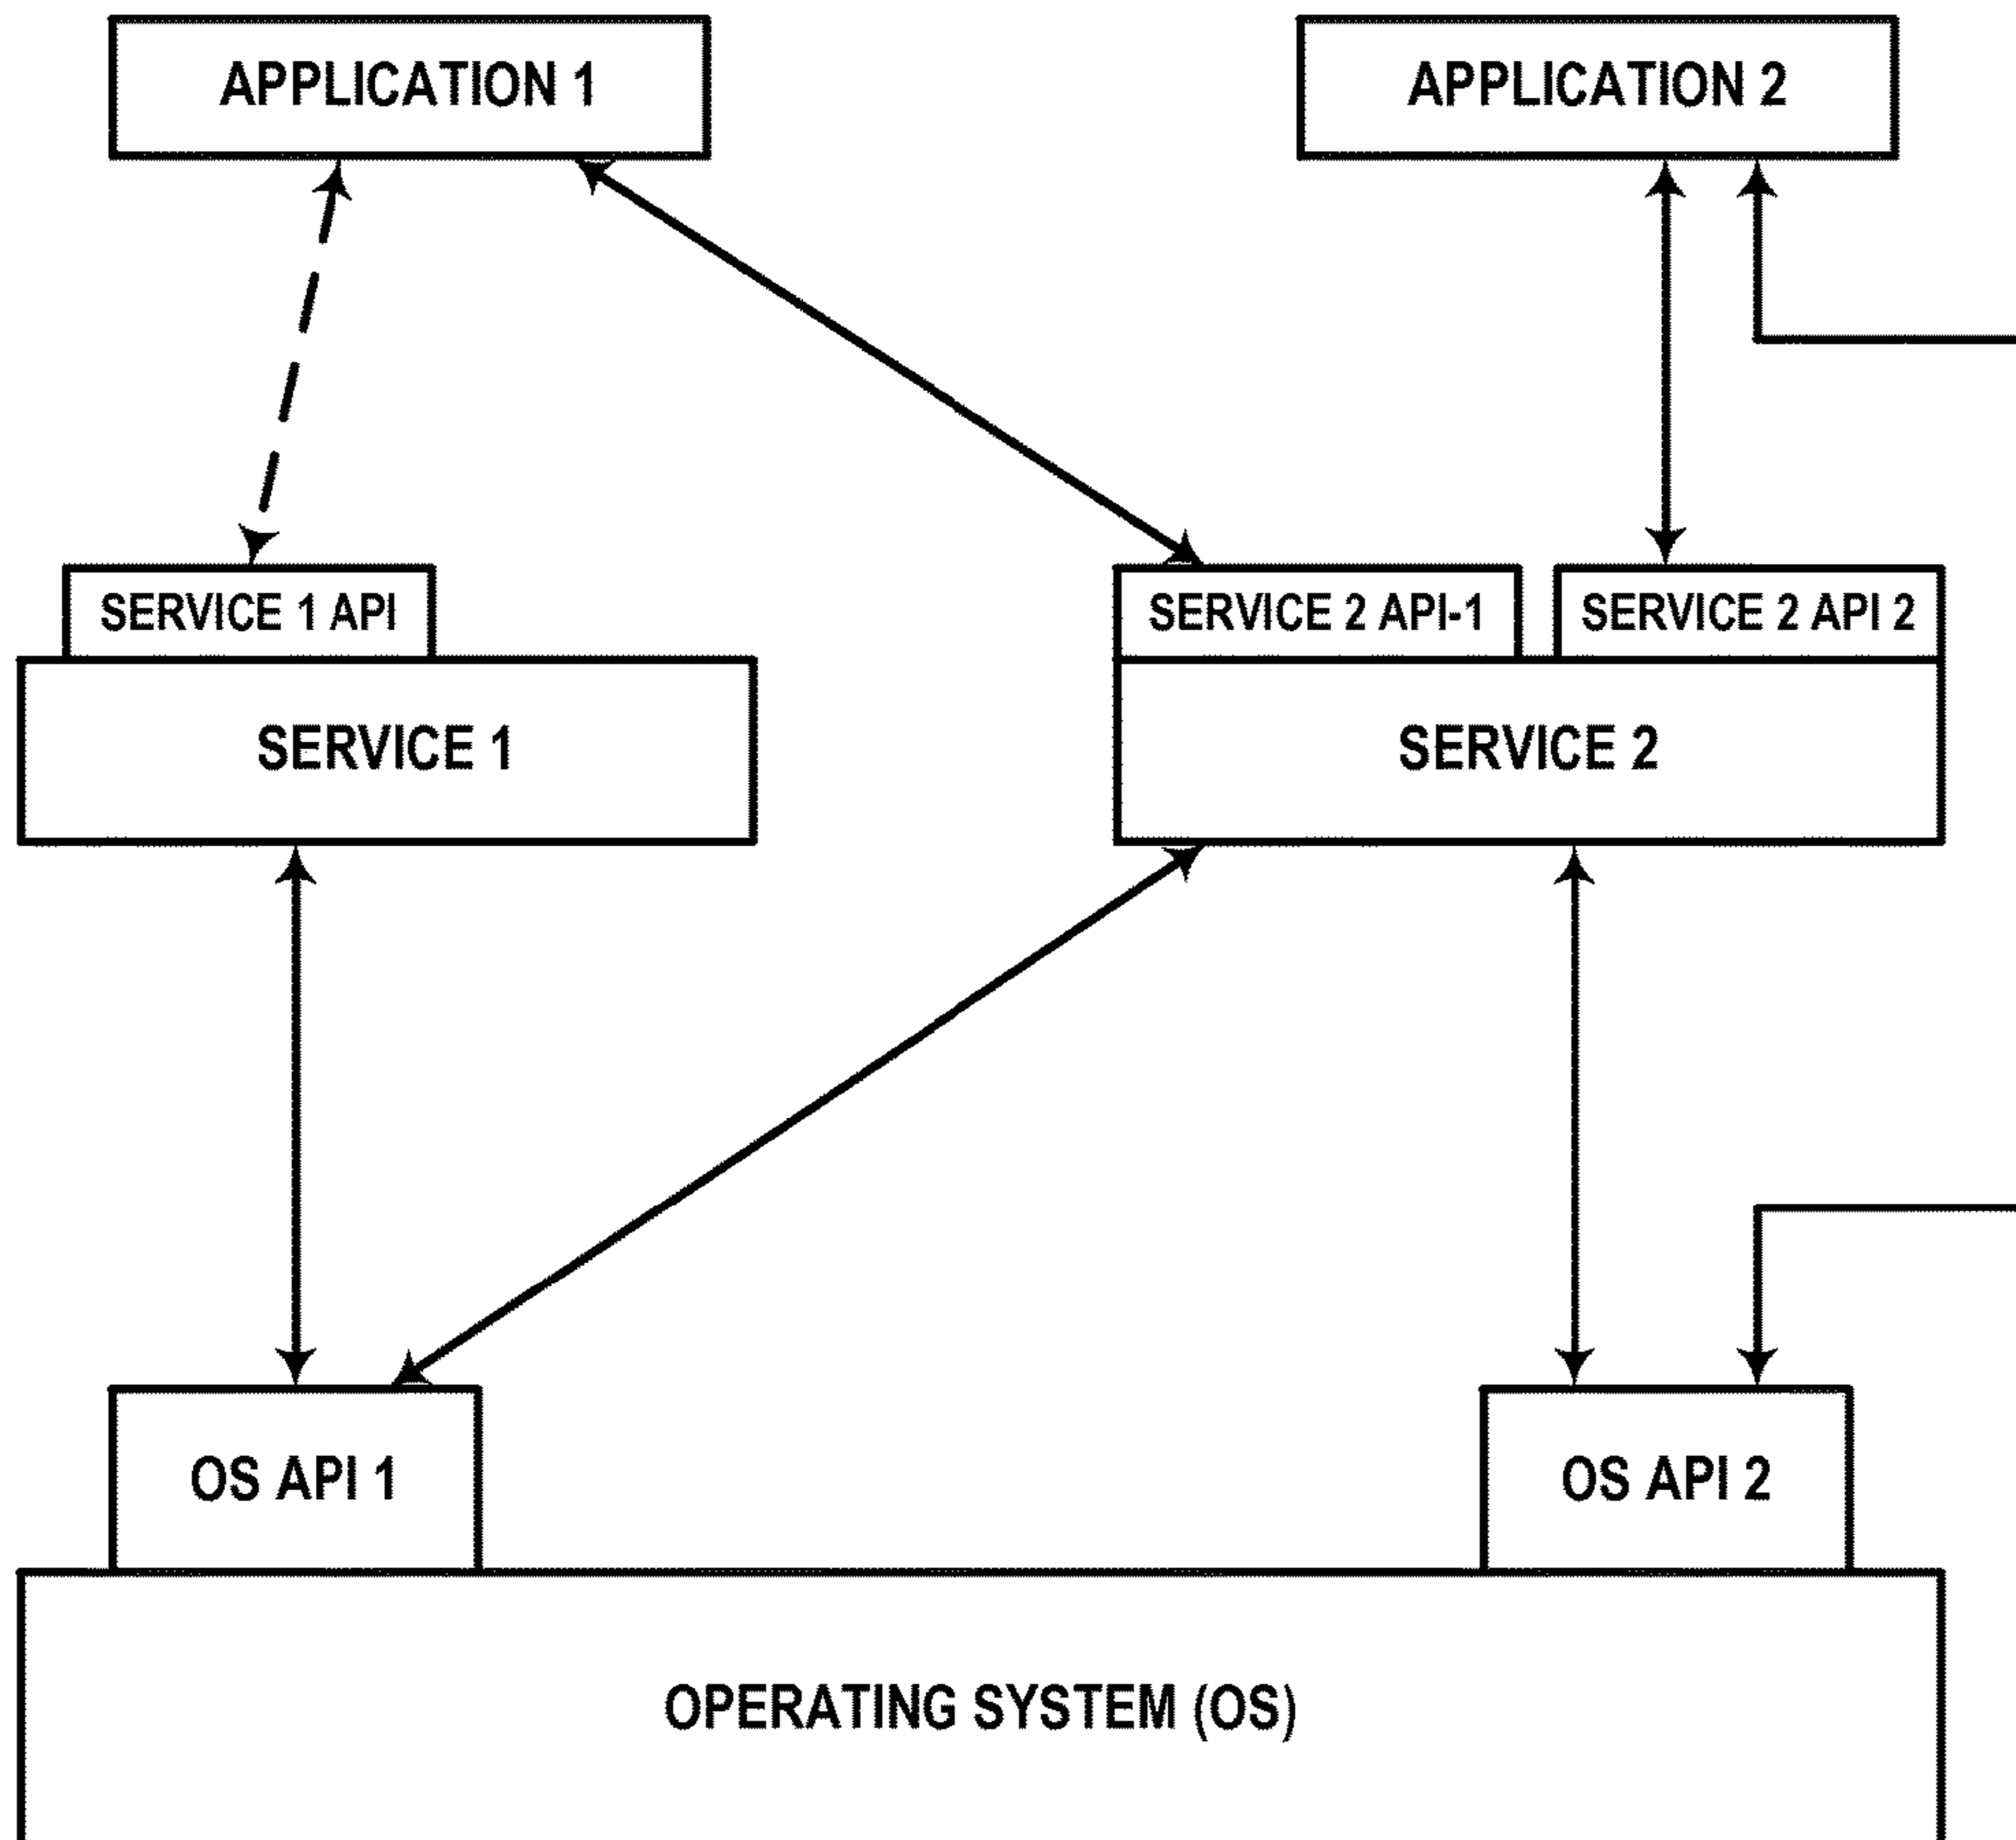 APPLICATION 1
APPLICATION 2
SERVICE 1 API
SERVICE 2 API-1
SERVICE 2 API 2
SERVICE 1
SERVICE 2
OS API 1
OS API 2
OPERATING SYSTEM (OS)